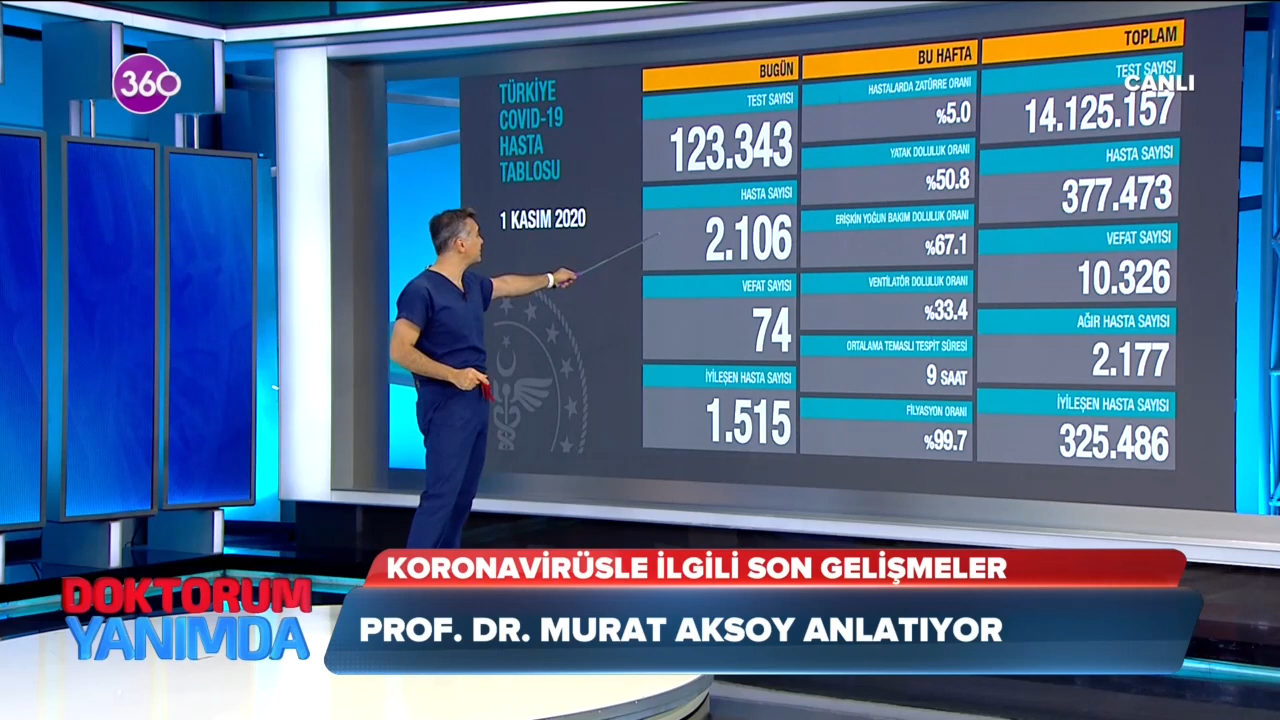 360
CANLI
TÜRKİYE
COVID-19
HASTA
TABLOSU
1 KASIM 2020
BUGÜN
TEST SAYISI
123.343
HASTA SAYISI
2.106
VEFAT SAYISI
74
İYİLEŞEN HASTA SAYISI
1.515
BU HAFTA
HASTALARDA ZATÜRRE ORANI
%5.0
YATAK DOLULUK ORANI
%50.8
ERİŞKİN YOĞUN BAKIM DOLULUK ORANI
%67.1
VENTİLATÖR DOLULUK ORANI
%33.4
ORTALAMA TEMASLI TESPİT SÜRESİ
9 SAAT
FİLYASYON ORANI
%99.7
TOPLAM
TEST SAYISI
14.125.157
HASTA SAYISI
377.473
VEFAT SAYISI
10.326
AĞIR HASTA SAYISI
2.177
İYİLEŞEN HASTA SAYISI
325.486
KORONAVİRÜSLE İLGİLİ SON GELİŞMELER
DOKTORUM
YANIMDA
PROF. DR. MURAT AKSOY ANLATIYOR